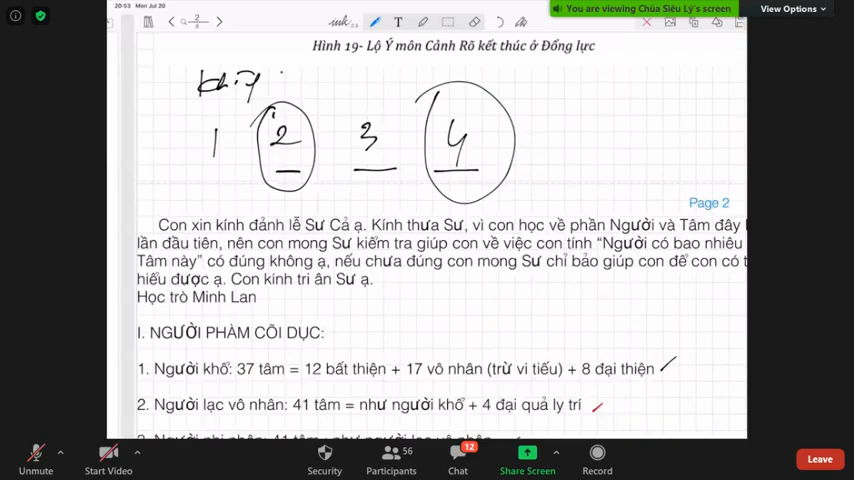 20:53 Mon Jul 20
You are viewing Chùa Siêu Lý's screen
View Options
2
8
ink
T
Hình 19- Lộ Ý môn Cảnh Rõ kết thúc ở Đổng lực
1 2 3 4
Page 2
Con xin kính đảnh lễ Sư Cả ạ. Kính thưa Sư, vì con học về phần Người và Tâm đây
lần đầu tiên, nên con mong Sư kiểm tra giúp con về việc con tính “Người có bao nhiêu
Tâm này” có đúng không ạ, nếu chưa đúng con mong Sư chỉ bảo giúp con để con có t
hiểu được ạ. Con kính tri ân Sư ạ.
Học trò Minh Lan
I. NGƯỜI PHÀM CÕI DỤC:
1. Người khổ: 37 tâm = 12 bất thiện + 17 vô nhân (trừ vi tiếu) + 8 đại thiện
2. Người lạc vô nhân: 41 tâm = như người khổ + 4 đại quả ly trí
Unmute
Start Video
Security
Participants 56
Chat 12
Share Screen
Record
Leave